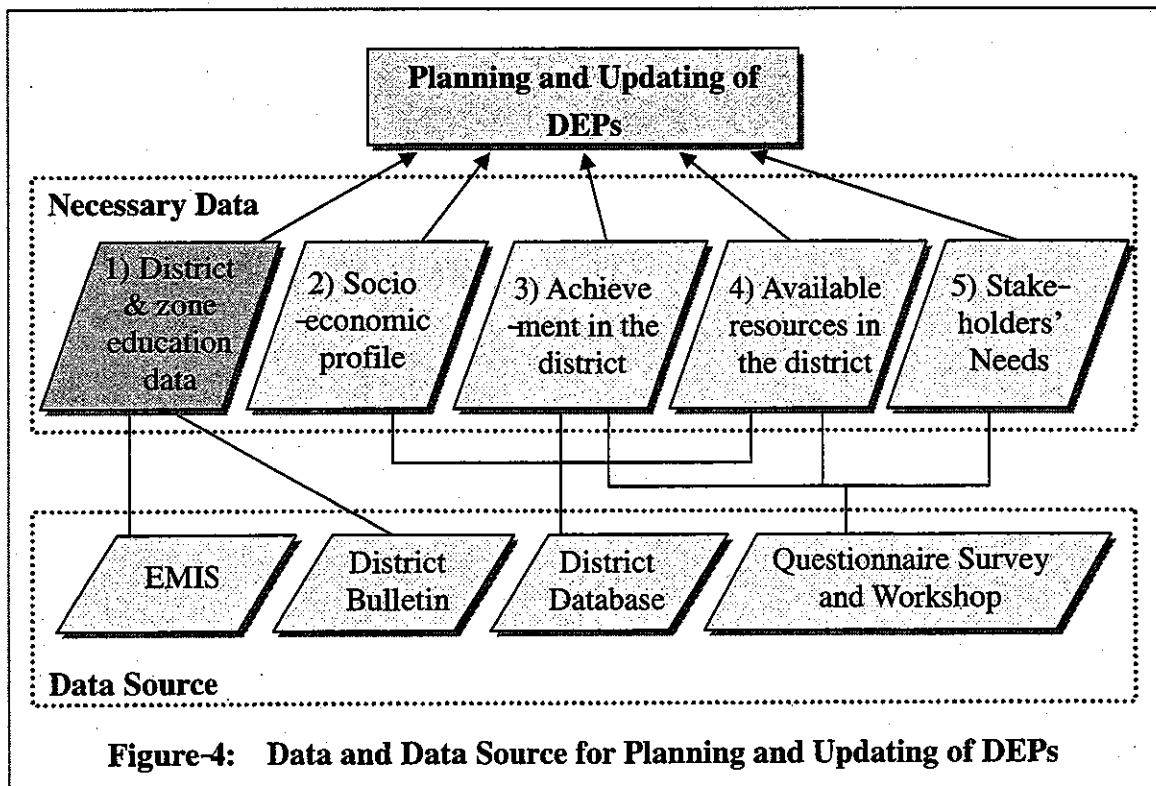 Planning and Updating of
DEPs
Necessary Data
1) District
& zone
education
data
2) Socio
-economic
profile
3) Achieve
-ment in the
district
4) Available
resources in
the district
5) Stake-
holders'
Needs
EMIS
District
Bulletin
District
Database
Questionnaire Survey
and Workshop
Data Source
Figure-4: Data and Data Source for Planning and Updating of DEPs